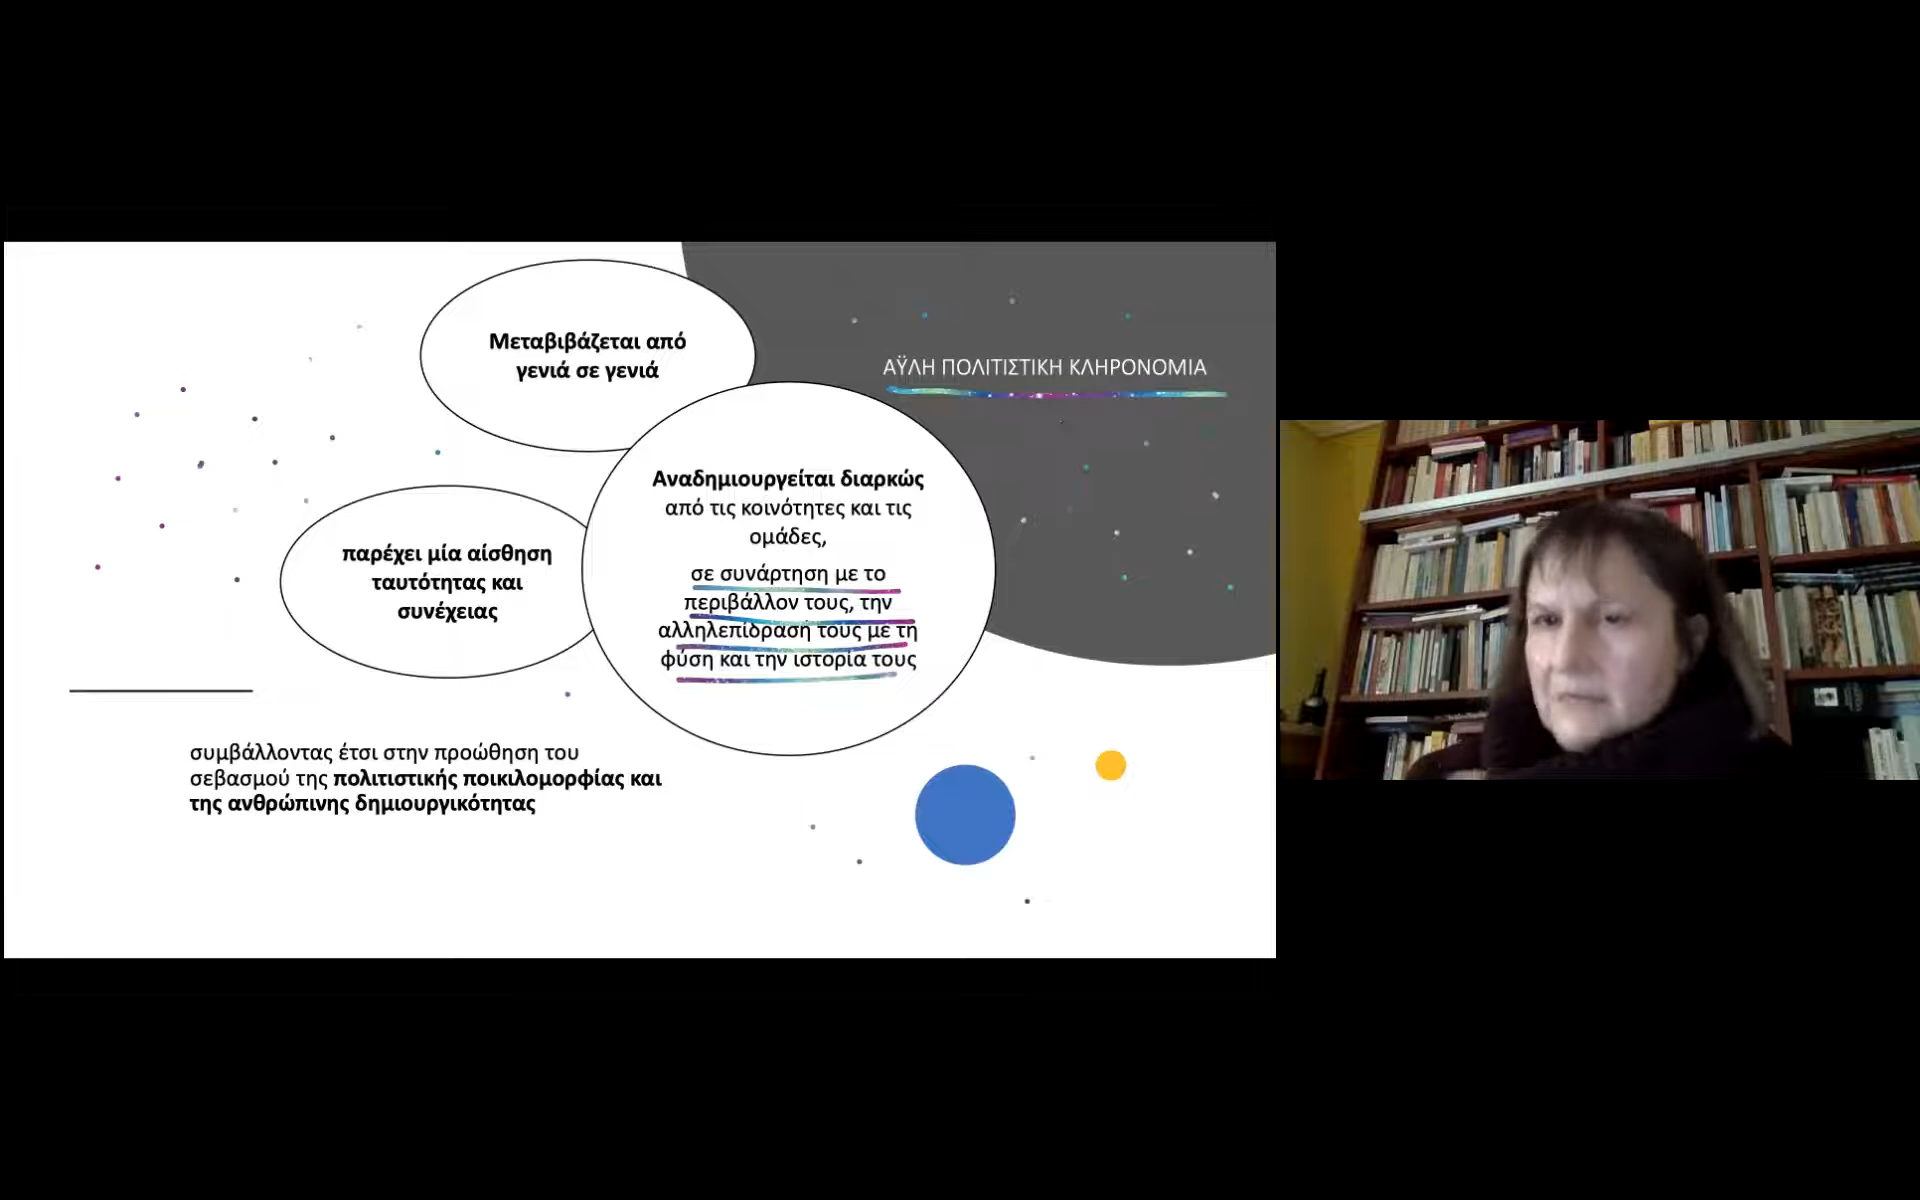 ΑΫΛΗ ΠΟΛΙΤΙΣΤΙΚΗ ΚΛΗΡΟΝΟΜΙΑ
Μεταβιβάζεται από
γενιά σε γενιά
Αναδημιουργείται διαρκώς
από τις κοινότητες και τις
ομάδες,
σε συνάρτηση με το
περιβάλλον τους, την
αλληλεπίδρασή τους με τη
φύση και την ιστορία τους
παρέχει μία αίσθηση
ταυτότητας και
συνέχειας
συμβάλλοντας έτσι στην προώθηση του
σεβασμού της πολιτιστικής ποικιλομορφίας και
της ανθρώπινης δημιουργικότητας